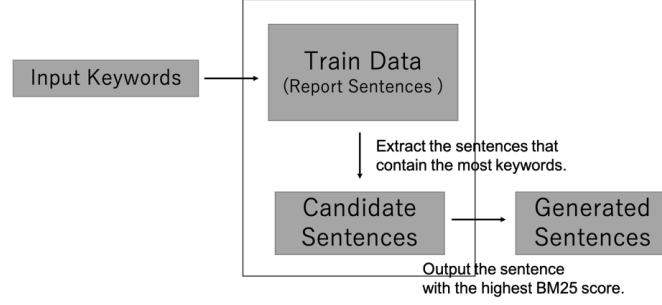 Input Keywords
Train Data
(Report Sentences )
Extract the sentences that
contain the most keywords.
Candidate
Sentences
Generated
Sentences
Output the sentence
with the highest BM25 score.